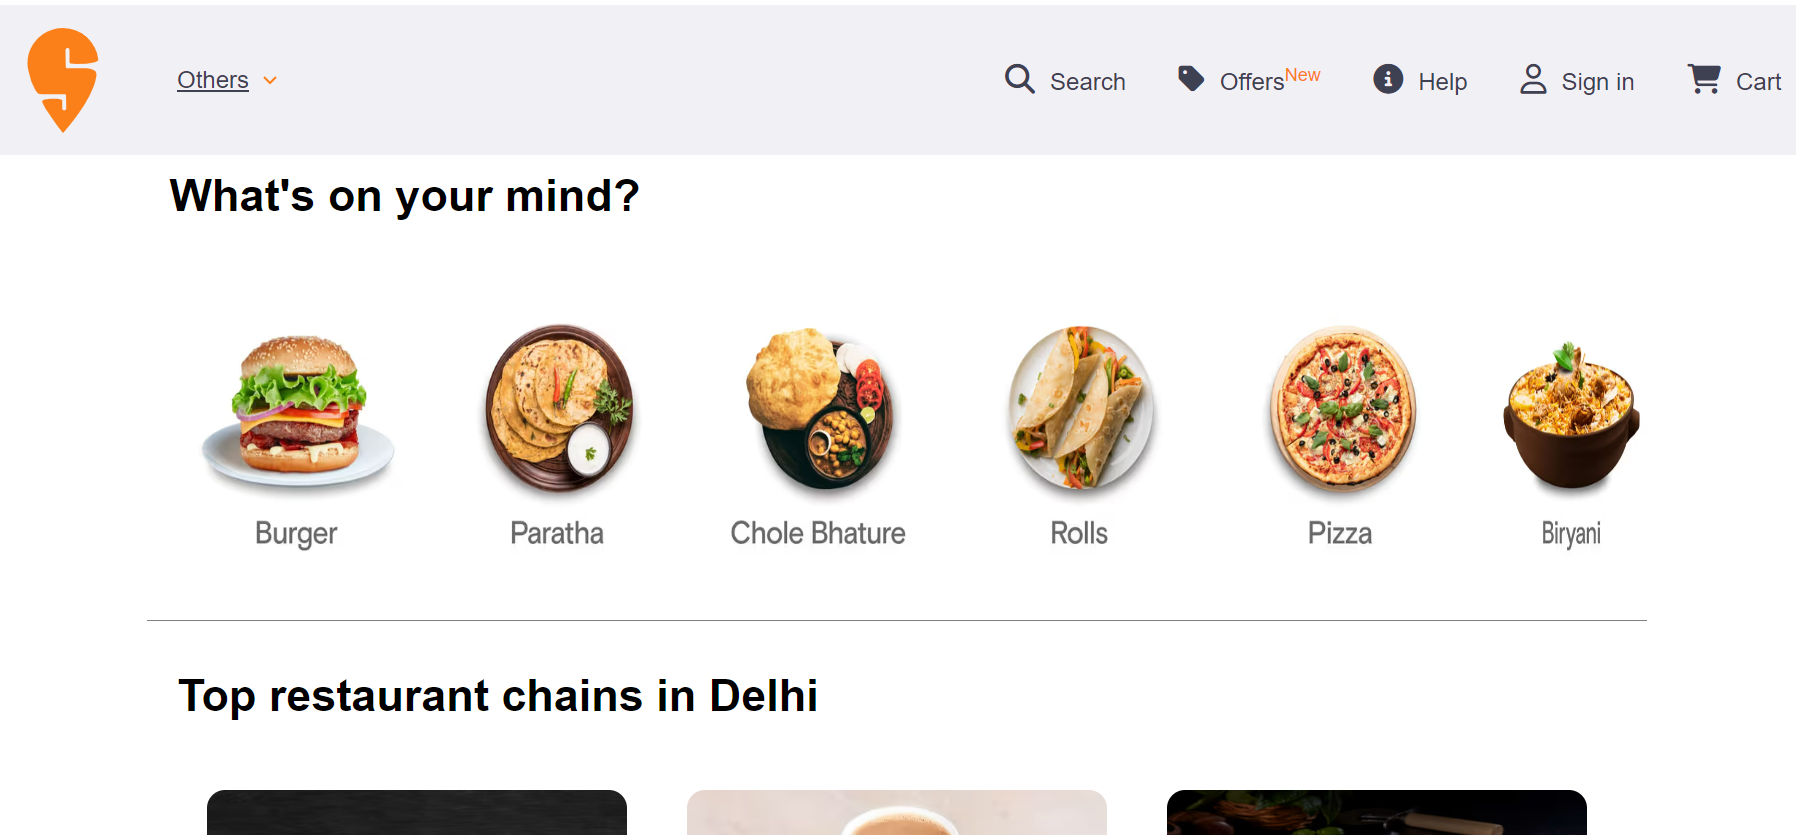 Others
Search
Offers New
Help
Sign in
Cart
What's on your mind?
Burger
Paratha
Chole Bhature
Rolls
Pizza
Biryani
Top restaurant chains in Delhi